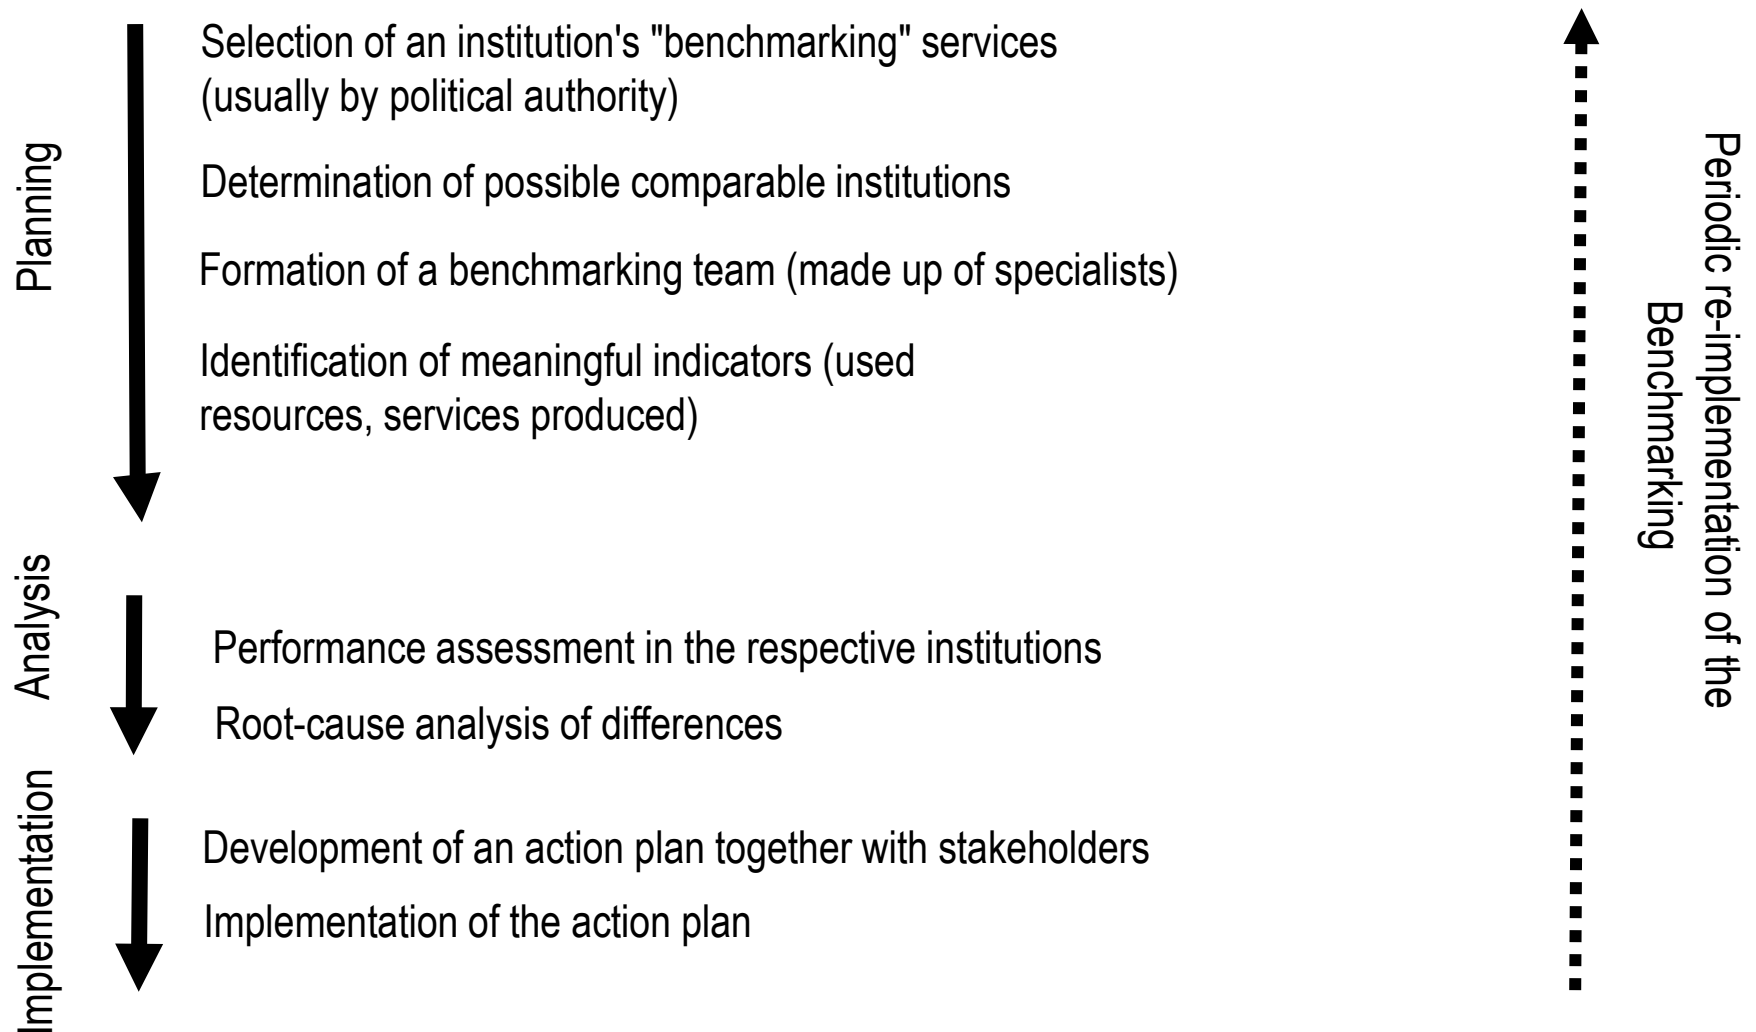 Planning
Selection of an institution's "benchmarking" services
(usually by political authority)
Determination of possible comparable institutions
Formation of a benchmarking team (made up of specialists)
Identification of meaningful indicators (used
resources, services produced)
Analysis
Performance assessment in the respective institutions
Root-cause analysis of differences
Implementation
Development of an action plan together with stakeholders
Implementation of the action plan
Periodic re-implementation of the
Benchmarking